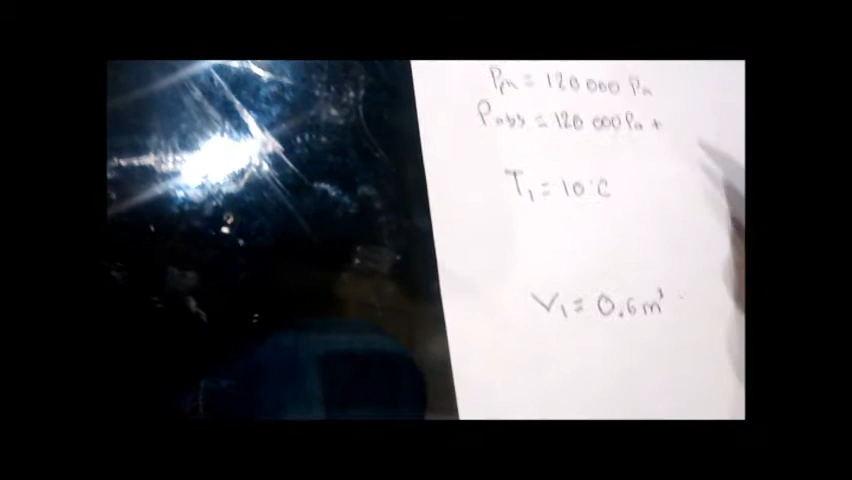 Pm = 120 000 Pa
Pabs = 120 000 Pa +
T₁ = 10°C
V₁ = 0.6m³